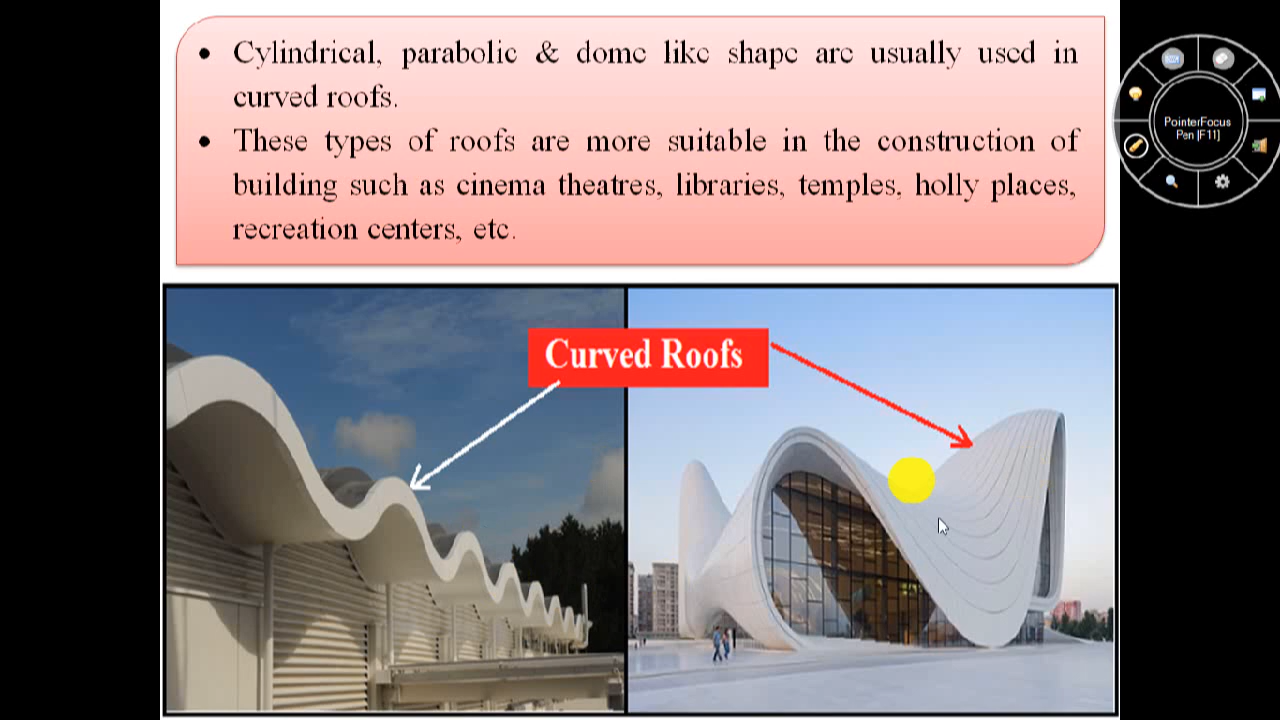 • Cylindrical, parabolic & dome like shape are usually used in
curved roofs.
• These types of roofs are more suitable in the construction of
building such as cinema theatres, libraries, temples, holly places,
recreation centers, etc.
PointerFocus
Pen [F11]
Curved Roofs